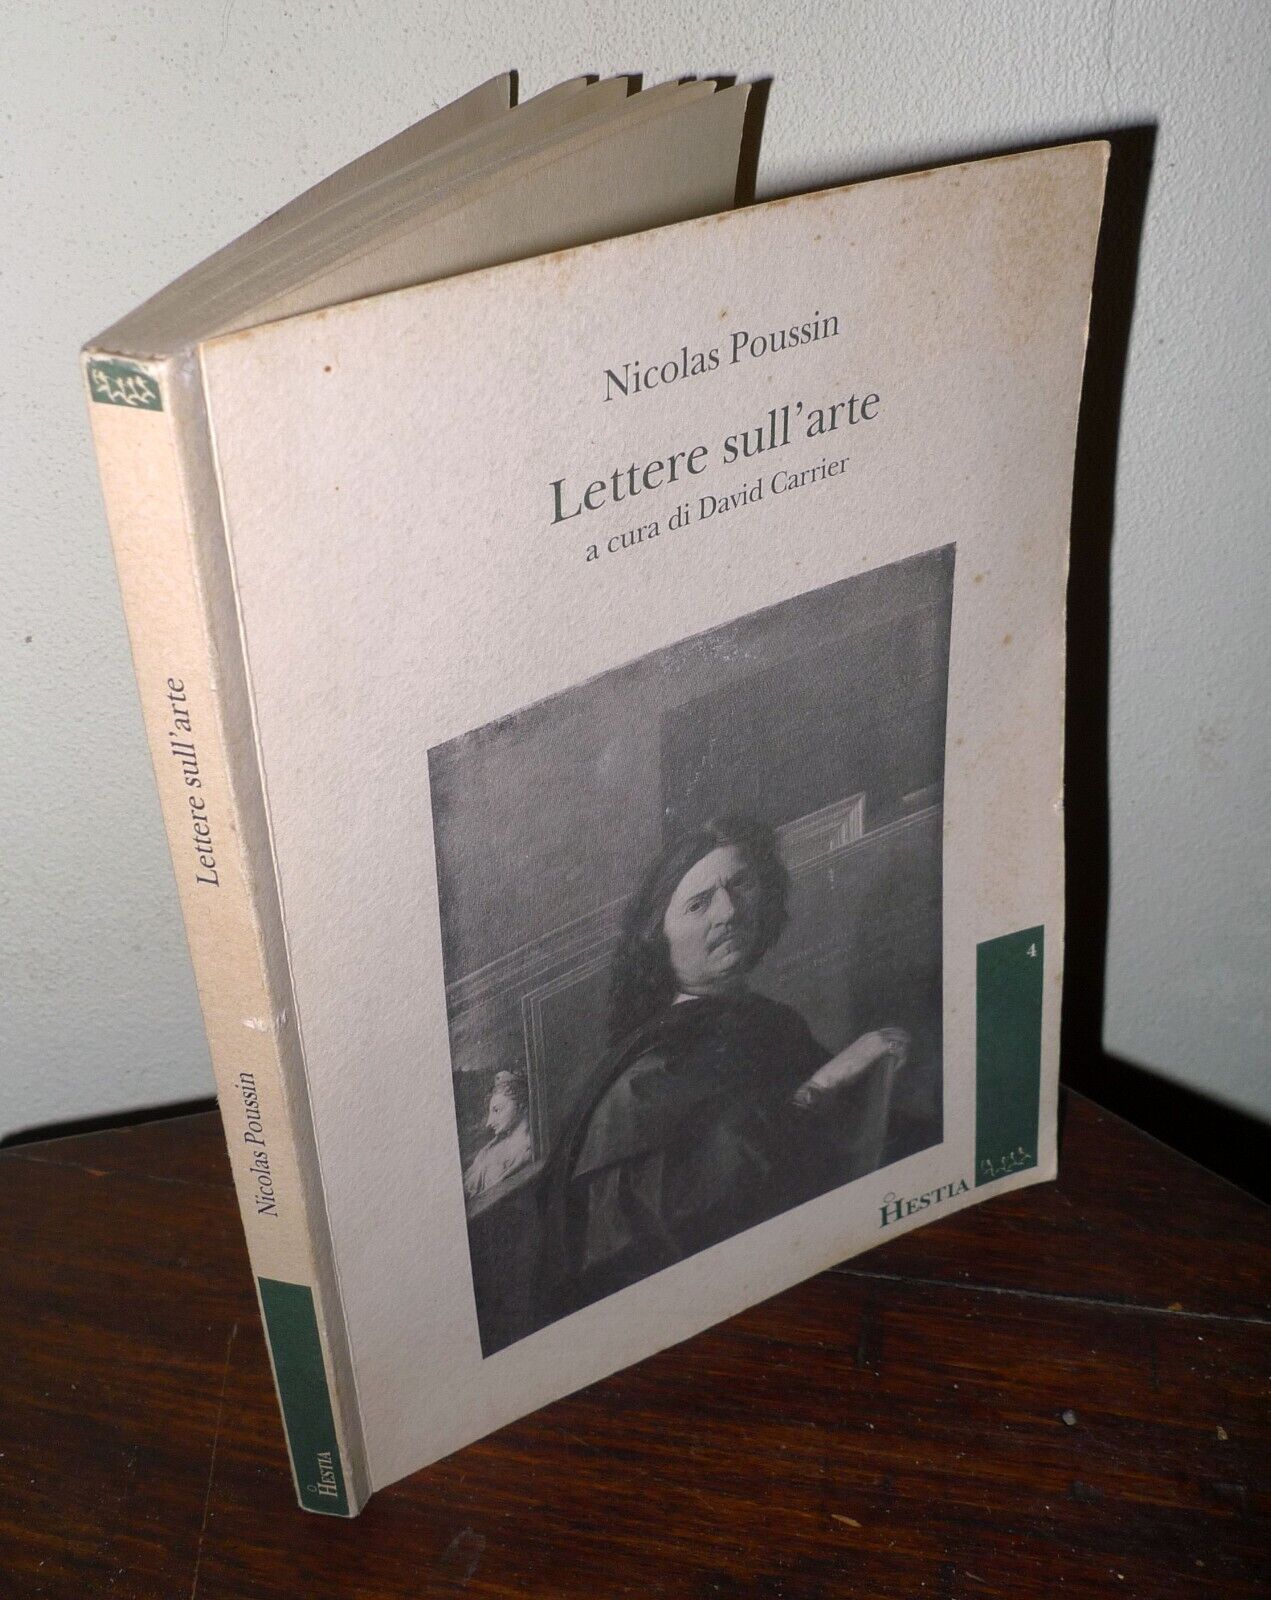 Nicolas Poussin
Lettere sull'arte
a cura di David Carrier
4
HESTIA
Lettere sull'arte
Nicolas Poussin
HESTIA